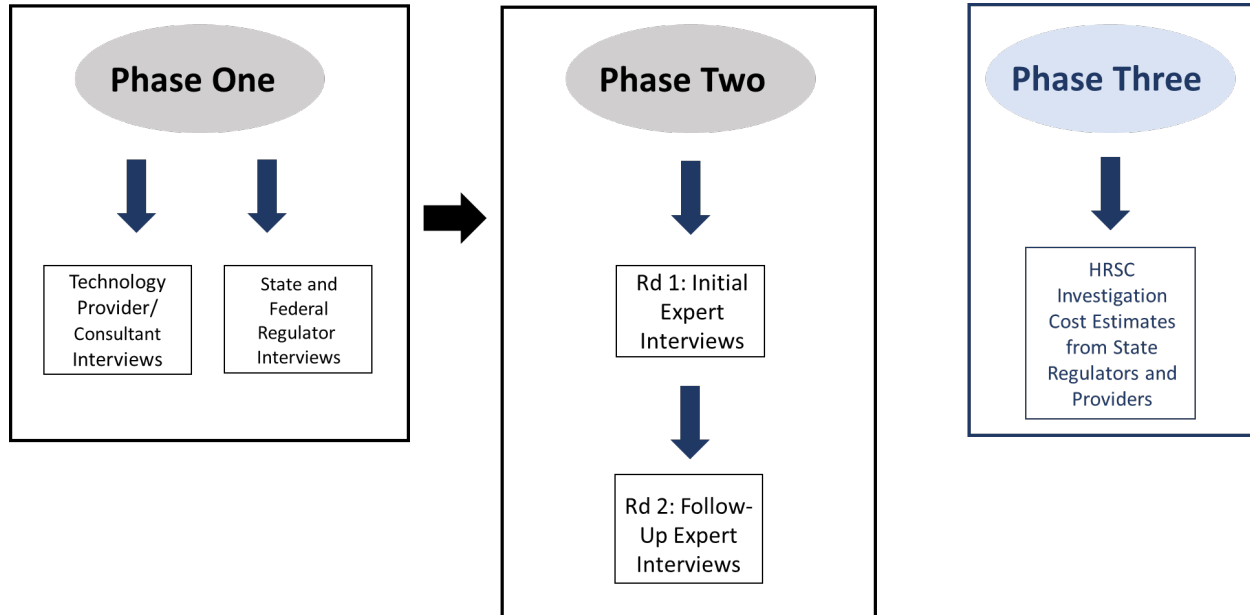 Phase One
Technology
Provider/
Consultant
Interviews
State and
Federal
Regulator
Interviews
Phase Two
Rd 1: Initial
Expert
Interviews
Rd 2: Follow-
Up Expert
Interviews
Phase Three
HRSC
Investigation
Cost Estimates
from State
Regulators and
Providers